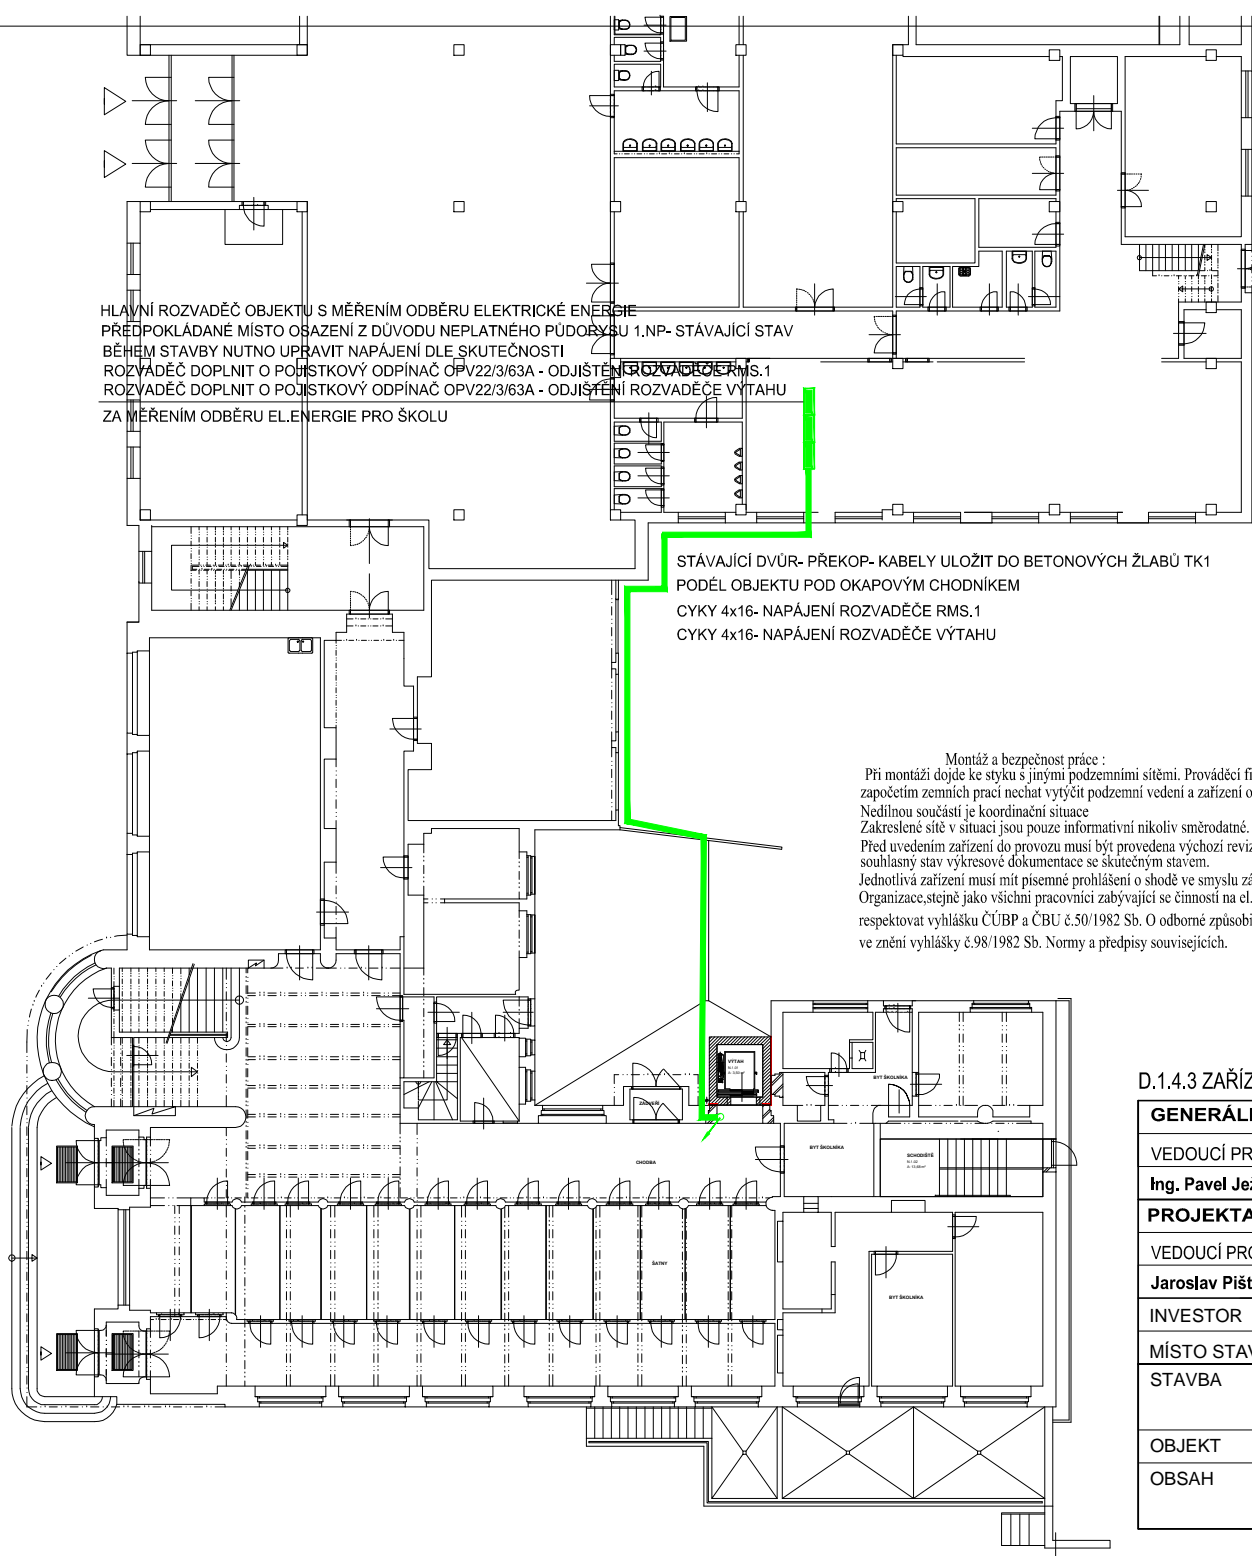 HLAVNÍ ROZVADĚČ OBJEKTU S MĚŘENÍM ODBĚRU ELEKTRICKÉ ENERGIE
PŘEDPOKLÁDANÉ MÍSTO OSAZENÍ Z DŮVODU NEPLATNÉHO PŮDORYSU 1.NP- STÁVAJÍCÍ STAV
BĚHEM STAVBY NUTNO UPRAVIT NAPÁJENÍ DLE SKUTEČNOSTI
ROZVADĚČ DOPLNIT O POJISTKOVÝ ODPÍNAČ OPV22/3/63A - ODJIŠTĚNÍ ROZVADĚČE RMS.1
ROZVADĚČ DOPLNIT O POJISTKOVÝ ODPÍNAČ OPV22/3/63A - ODJIŠTĚNÍ ROZVADĚČE VÝTAHU
ZA MĚŘENÍM ODBĚRU EL.ENERGIE PRO ŠKOLU
STÁVAJÍCÍ DVŮR- PŘEKOP- KABELY ULOŽIT DO BETONOVÝCH ŽLABŮ TK1
PODÉL OBJEKTU POD OKAPOVÝM CHODNÍKEM
CYKY 4x16- NAPÁJENÍ ROZVADĚČE RMS.1
CYKY 4x16- NAPÁJENÍ ROZVADĚČE VÝTAHU
Montáž a bezpečnost práce :
Při montáži dojde ke styku s jinými podzemními sítěmi. Prováděcí fi
započetím zemních prací nechat vytýčit podzemní vedení a zařízení o
Nedílnou součástí je koordinační situace
Zakreslené sítě v situaci jsou pouze informativní nikoliv směrodatné.
Před uvedením zařízení do provozu musí být provedena výchozí reviz
souhlasný stav výkresové dokumentace se skutečným stavem.
Jednotlivá zařízení musí mít písemné prohlášení o shodě ve smyslu zá
Organizace,stejně jako všichni pracovníci zabývající se činností na el.
respektovat vyhlášku ČÚBP a ČBU č.50/1982 Sb. O odborné způsobi
ve znění vyhlášky č.98/1982 Sb. Normy a předpisy souvisejících.
VÝTAH
BYT ŠKOLNÍKA
ZÁDVEŘÍ
CHODBA
BYT ŠKOLNÍKA
SCHODIŠTĚ
ŠATNY
BYT ŠKOLNÍKA
D.1.4.3 ZAŘÍZ
GENERÁL
VEDOUCÍ PR
Ing. Pavel Jež
PROJEKTA
VEDOUCÍ PRO
Jaroslav Pišt
INVESTOR
MÍSTO STAV
STAVBA
OBJEKT
OBSAH